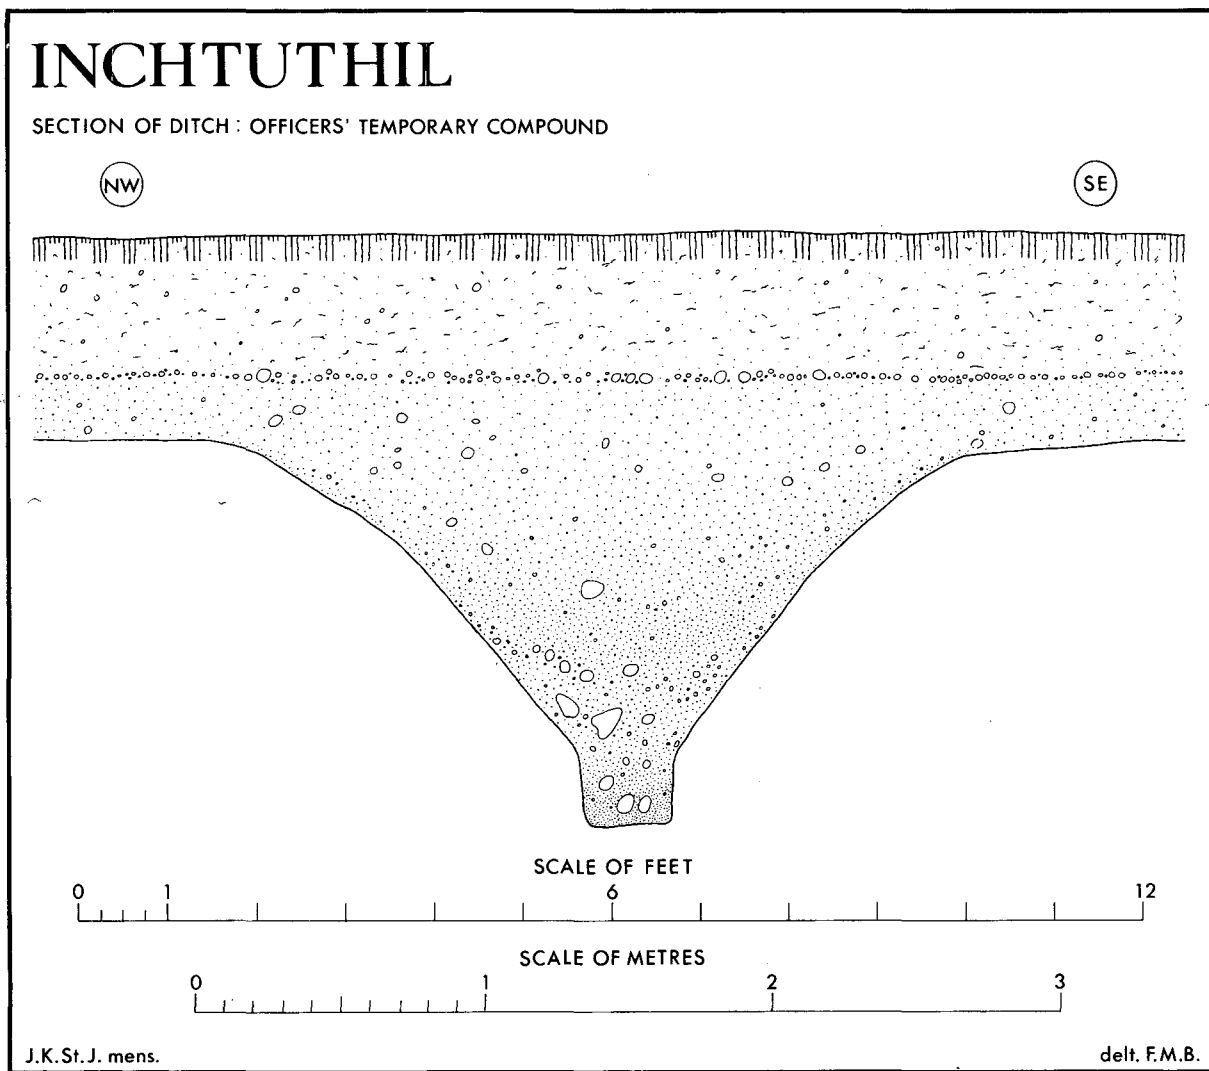 INCHTUTHIL
SECTION OF DITCH : OFFICERS' TEMPORARY COMPOUND
NW SE
SCALE OF FEET
0 1 6 12
SCALE OF METRES
0 1 2 3
J.K.St.J. mens. delt. F.M.B.